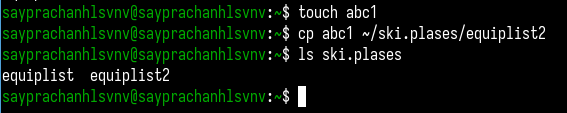 sayprachanhlsvnv@sayprachanhlsvnv:~$ touch abc1
sayprachanhlsvnv@sayprachanhlsvnv:~$ cp abc1 ~/ski.plases/equiplist2
sayprachanhlsvnv@sayprachanhlsvnv:~$ ls ski.plases
equiplist  equiplist2
sayprachanhlsvnv@sayprachanhlsvnv:~$